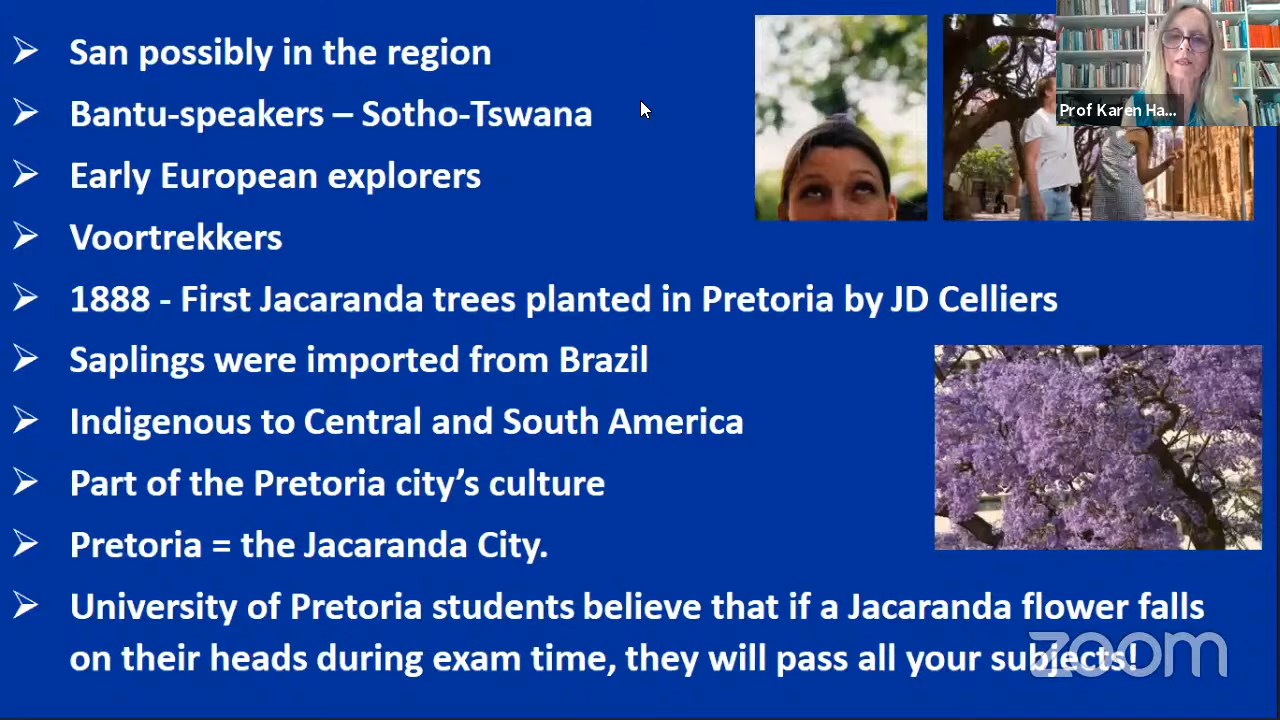 San possibly in the region
Bantu-speakers – Sotho-Tswana
Early European explorers
Voortrekkers
1888 - First Jacaranda trees planted in Pretoria by JD Celliers
Saplings were imported from Brazil
Indigenous to Central and South America
Part of the Pretoria city’s culture
Pretoria = the Jacaranda City.
University of Pretoria students believe that if a Jacaranda flower falls
on their heads during exam time, they will pass all your subjects!
Prof Karen Ha...
zoom